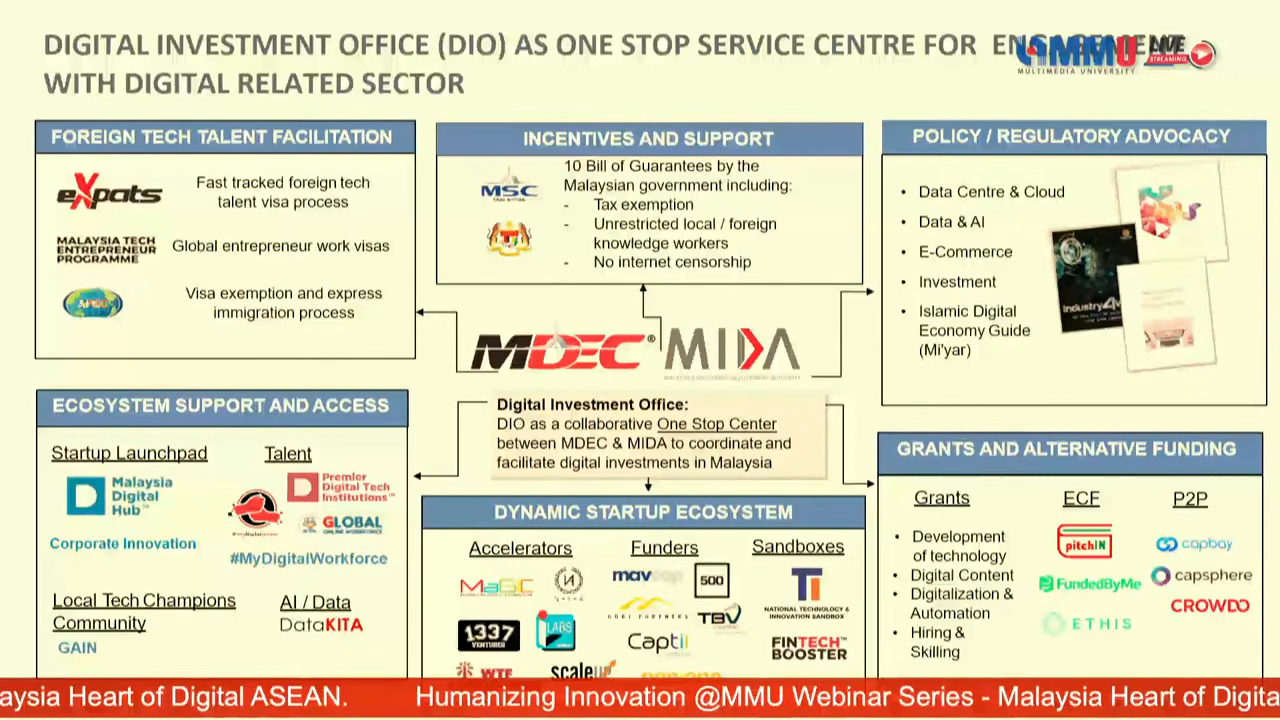 DIGITAL INVESTMENT OFFICE (DIO) AS ONE STOP SERVICE CENTRE FOR ENGAGEMENT
WITH DIGITAL RELATED SECTOR
MMU
MULTIMEDIA UNIVERSITY
LIVE
STREAMING
FOREIGN TECH TALENT FACILITATION
eXpats
Fast tracked foreign tech
talent visa process
MALAYSIA TECH
ENTREPRENEUR
PROGRAMME
Global entrepreneur work visas
Visa exemption and express
immigration process
INCENTIVES AND SUPPORT
MSC
10 Bill of Guarantees by the
Malaysian government including:
- Tax exemption
- Unrestricted local / foreign
knowledge workers
- No internet censorship
POLICY / REGULATORY ADVOCACY
• Data Centre & Cloud
• Data & AI
• E-Commerce
• Investment
• Islamic Digital
Economy Guide
(Mi'yar)
MDEC®
MIDA
Digital Investment Office:
DIO as a collaborative One Stop Center
between MDEC & MIDA to coordinate and
facilitate digital investments in Malaysia
ECOSYSTEM SUPPORT AND ACCESS
Startup Launchpad
Malaysia
Digital
Hub™
Corporate Innovation
Talent
Premier
Digital Tech
Institutions™
GLOBAL
#MyDigitalWorkforce
Local Tech Champions
Community
GAIN
AI / Data
DataKITA
DYNAMIC STARTUP ECOSYSTEM
Accelerators
MaGIC
1337
VENTURES
LABS
WTF
scaleup
Funders
500
TBV
Captii
Sandboxes
TI
NATIONAL TECHNOLOGY &
INNOVATION SANDBOX
FINTECH™
BOOSTER
GRANTS AND ALTERNATIVE FUNDING
Grants
• Development
of technology
• Digital Content
• Digitalization &
Automation
• Hiring &
Skilling
ECF
pitchIN
FundedByMe
ETHIS
P2P
capbay
capsphere
CROWDO
aysia Heart of Digital ASEAN. Humanizing Innovation @MMU Webinar Series - Malaysia Heart of Digita